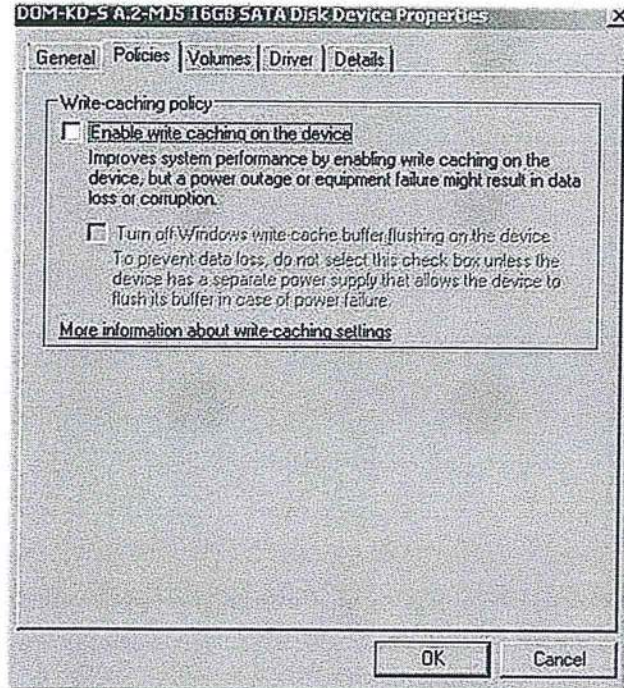 DOM-KD-S A.2-MJ5 16GB SATA Disk Device Properties
General Policies Volumes Driver Details
Write-caching policy
Enable write caching on the device
Improves system performance by enabling write caching on the
device, but a power outage or equipment failure might result in data
loss or corruption.
Turn off Windows write-cache buffer flushing on the device
To prevent data loss, do not select this check box unless the
device has a separate power supply that allows the device to
flush its buffer in case of power failure.
More information about write-caching settings
OK Cancel